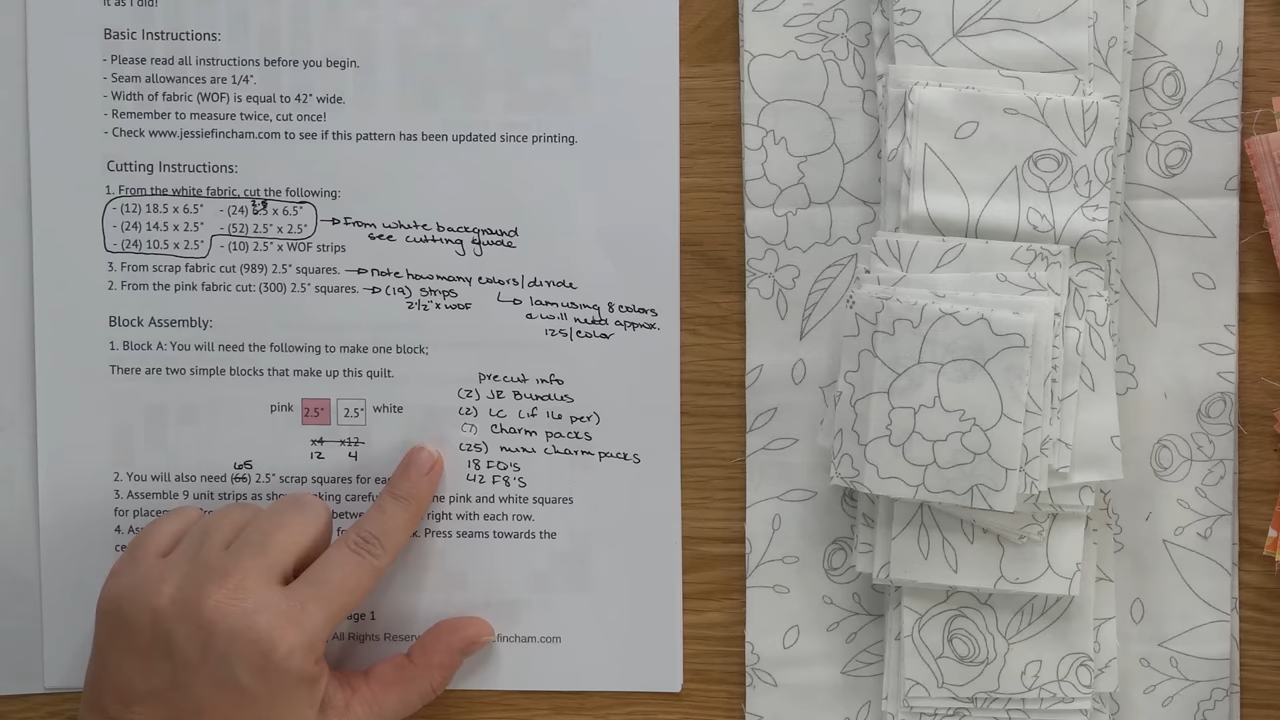 it as I did!
Basic Instructions:
- Please read all instructions before you begin.
- Seam allowances are 1/4".
- Width of fabric (WOF) is equal to 42" wide.
- Remember to measure twice, cut once!
- Check www.jessiefincham.com to see if this pattern has been updated since printing.
Cutting Instructions:
1. From the white fabric, cut the following:
2.5
- (12) 18.5 x 6.5" - (24) 6.5 x 6.5"
- (24) 14.5 x 2.5" - (52) 2.5" x 2.5"
- (24) 10.5 x 2.5" - (10) 2.5" x WOF strips
From white background
see cutting guide
3. From scrap fabric cut (989) 2.5" squares. Note how many colors/divide
2. From the pink fabric cut: (300) 2.5" squares. (19) strips
2½" x WOF
I am using 8 colors
& will need approx.
125/color
Block Assembly:
1. Block A: You will need the following to make one block;
There are two simple blocks that make up this quilt.
pink 2.5" 2.5" white
x4 x12
12 4
precut info
(2) JR Bundles
(2) LC (if 16 per)
(7) charm packs
(25) mini charm packs
18 FQ'S
42 F8'S
65
2. You will also need (66) 2.5" scrap squares for
3. Assemble 9 unit strips as pink and white squares
for right with each row.
4. Press seams towards the
Page 1
All Rights fincham.com